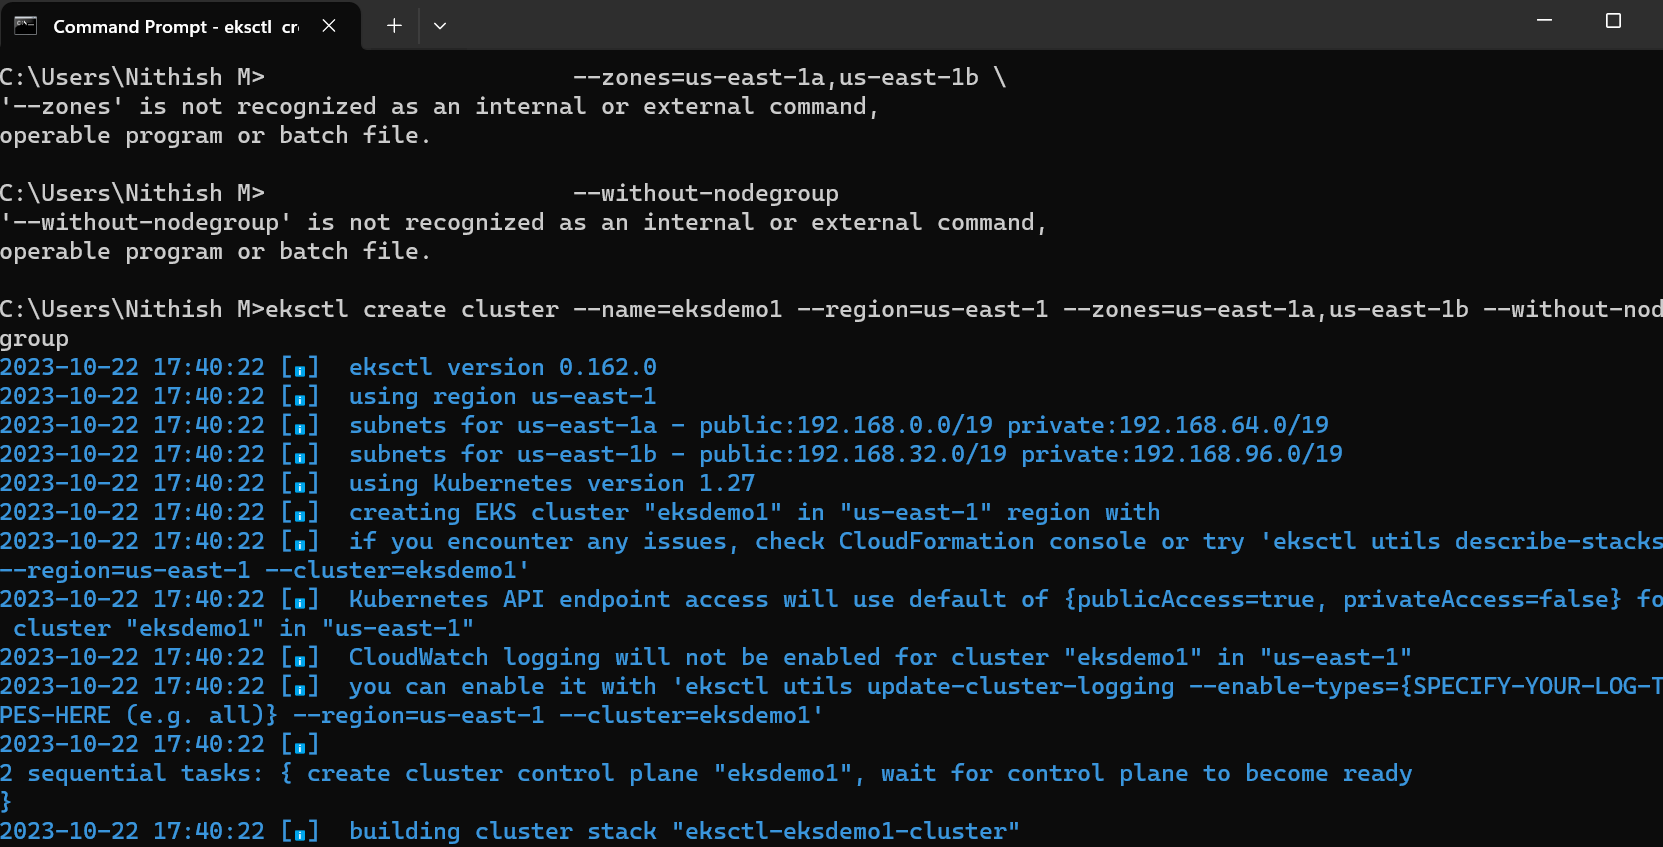 Command Prompt - eksctl cre
C:\Users\Nithish M>                      --zones=us-east-1a,us-east-1b \
'--zones' is not recognized as an internal or external command,
operable program or batch file.
C:\Users\Nithish M>                      --without-nodegroup
'--without-nodegroup' is not recognized as an internal or external command,
operable program or batch file.
C:\Users\Nithish M>eksctl create cluster --name=eksdemo1 --region=us-east-1 --zones=us-east-1a,us-east-1b --without-nod
group
2023-10-22 17:40:22 [ℹ]  eksctl version 0.162.0
2023-10-22 17:40:22 [ℹ]  using region us-east-1
2023-10-22 17:40:22 [ℹ]  subnets for us-east-1a - public:192.168.0.0/19 private:192.168.64.0/19
2023-10-22 17:40:22 [ℹ]  subnets for us-east-1b - public:192.168.32.0/19 private:192.168.96.0/19
2023-10-22 17:40:22 [ℹ]  using Kubernetes version 1.27
2023-10-22 17:40:22 [ℹ]  creating EKS cluster "eksdemo1" in "us-east-1" region with
2023-10-22 17:40:22 [ℹ]  if you encounter any issues, check CloudFormation console or try 'eksctl utils describe-stacks
--region=us-east-1 --cluster=eksdemo1'
2023-10-22 17:40:22 [ℹ]  Kubernetes API endpoint access will use default of {publicAccess=true, privateAccess=false} fo
cluster "eksdemo1" in "us-east-1"
2023-10-22 17:40:22 [ℹ]  CloudWatch logging will not be enabled for cluster "eksdemo1" in "us-east-1"
2023-10-22 17:40:22 [ℹ]  you can enable it with 'eksctl utils update-cluster-logging --enable-types={SPECIFY-YOUR-LOG-T
PES-HERE (e.g. all)} --region=us-east-1 --cluster=eksdemo1'
2023-10-22 17:40:22 [ℹ]
2 sequential tasks: { create cluster control plane "eksdemo1", wait for control plane to become ready
}
2023-10-22 17:40:22 [ℹ]  building cluster stack "eksctl-eksdemo1-cluster"